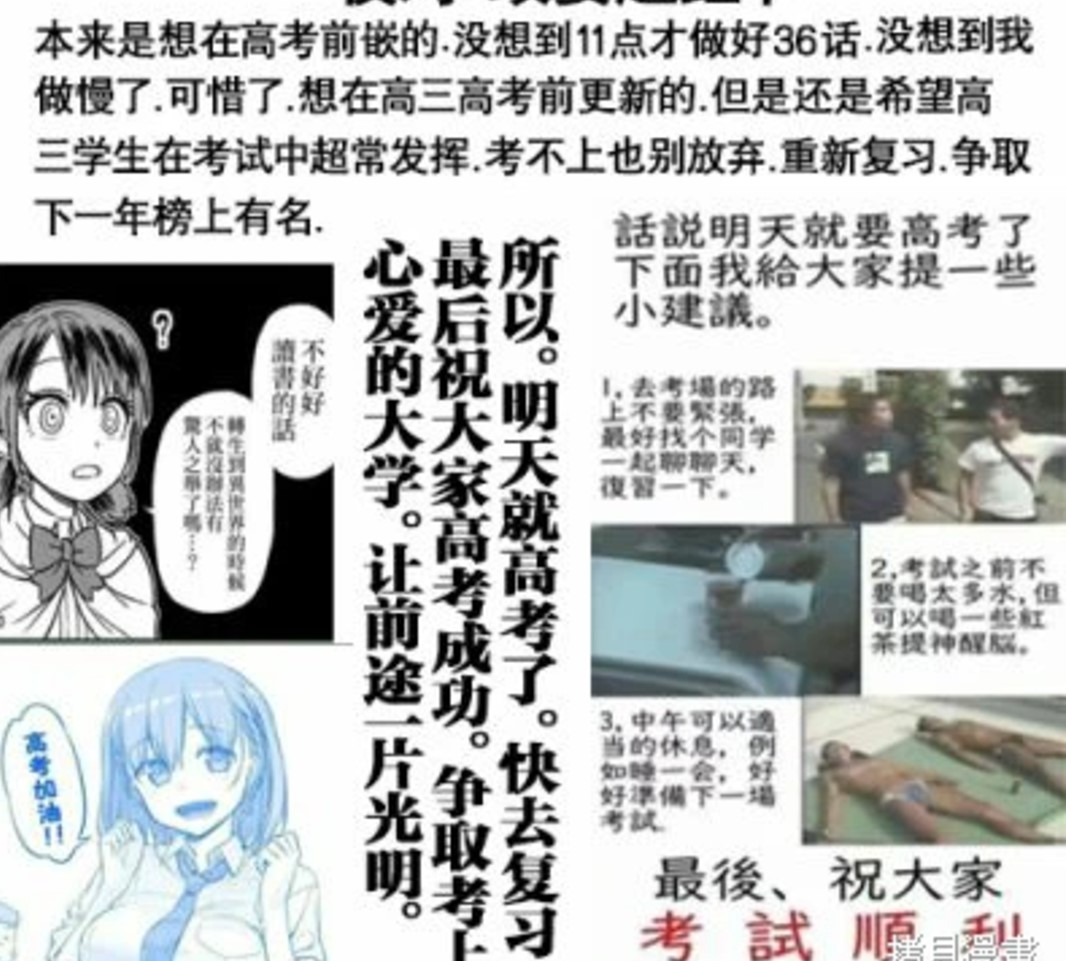 本来是想在高考前嵌的.没想到11点才做好36话.没想到我
做慢了.可惜了.想在高三高考前更新的.但是还是希望高
三学生在考试中超常发挥.考不上也别放弃.重新复习.争取
下一年榜上有名.
?
不好好
讀書的話
轉生到異世界的時候
不就沒辦法有
驚人之舉了嗎…?
高考加油!!
所以。明天就高考了。快去复习
最后祝大家高考成功。争取考上
心爱的大学。让前途一片光明。
話説明天就要高考了
下面我給大家提一些
小建議。
1,去考場的路
上不要緊張,
最好找个同学
一起聊聊天,
復習一下。
2,考試之前不
要喝太多水,但
可以喝一些紅
茶提神醒腦。
3,中午可以適
当的休息,例
如睡一会,好
好準備下一場
考試.
最後、祝大家
考試順利
拷貝漫畫